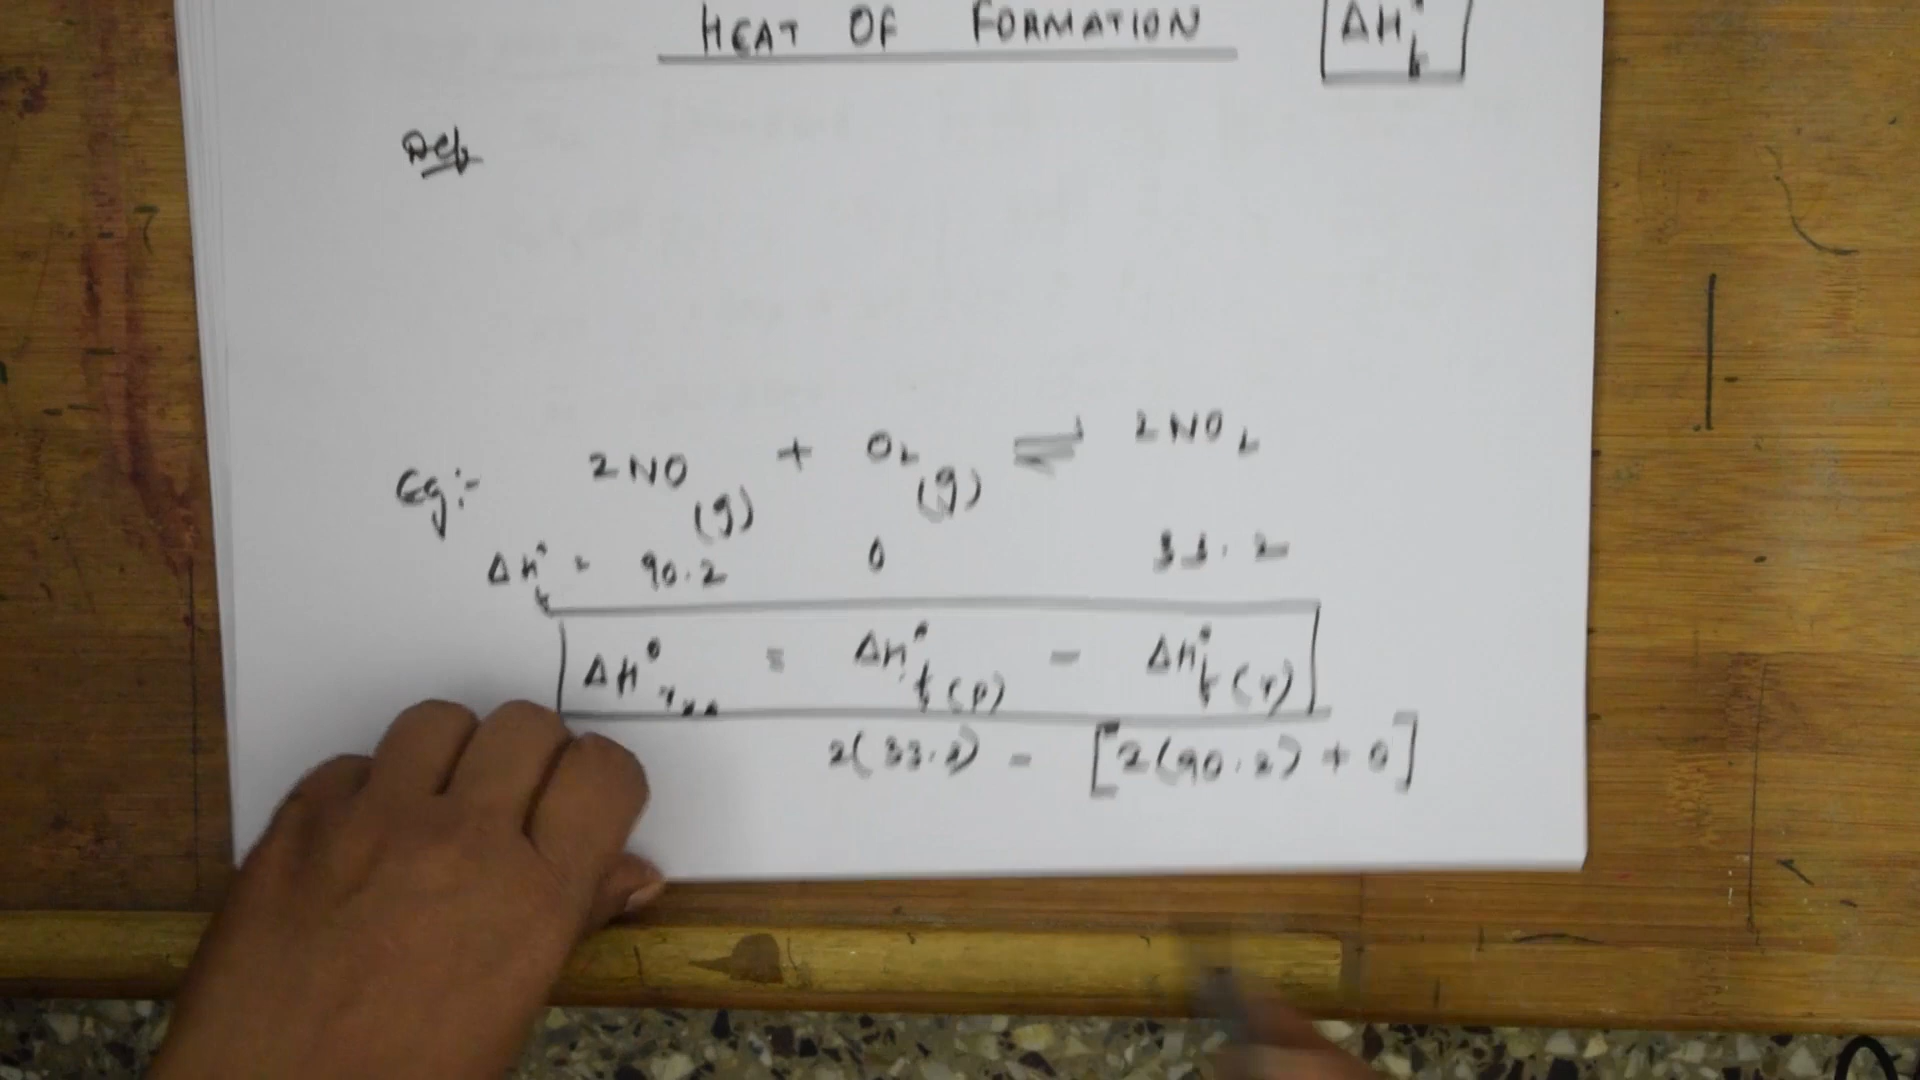 HEAT OF FORMATION ΔH°f
Def
Eg:- 2NO(g) + O2(g) ⇌ 2NO2
ΔH°f = 90.2 0 33.2
ΔH°rxn = ΔH°f(p) - ΔH°f(r)
2(33.2) - [2(90.2) + 0]